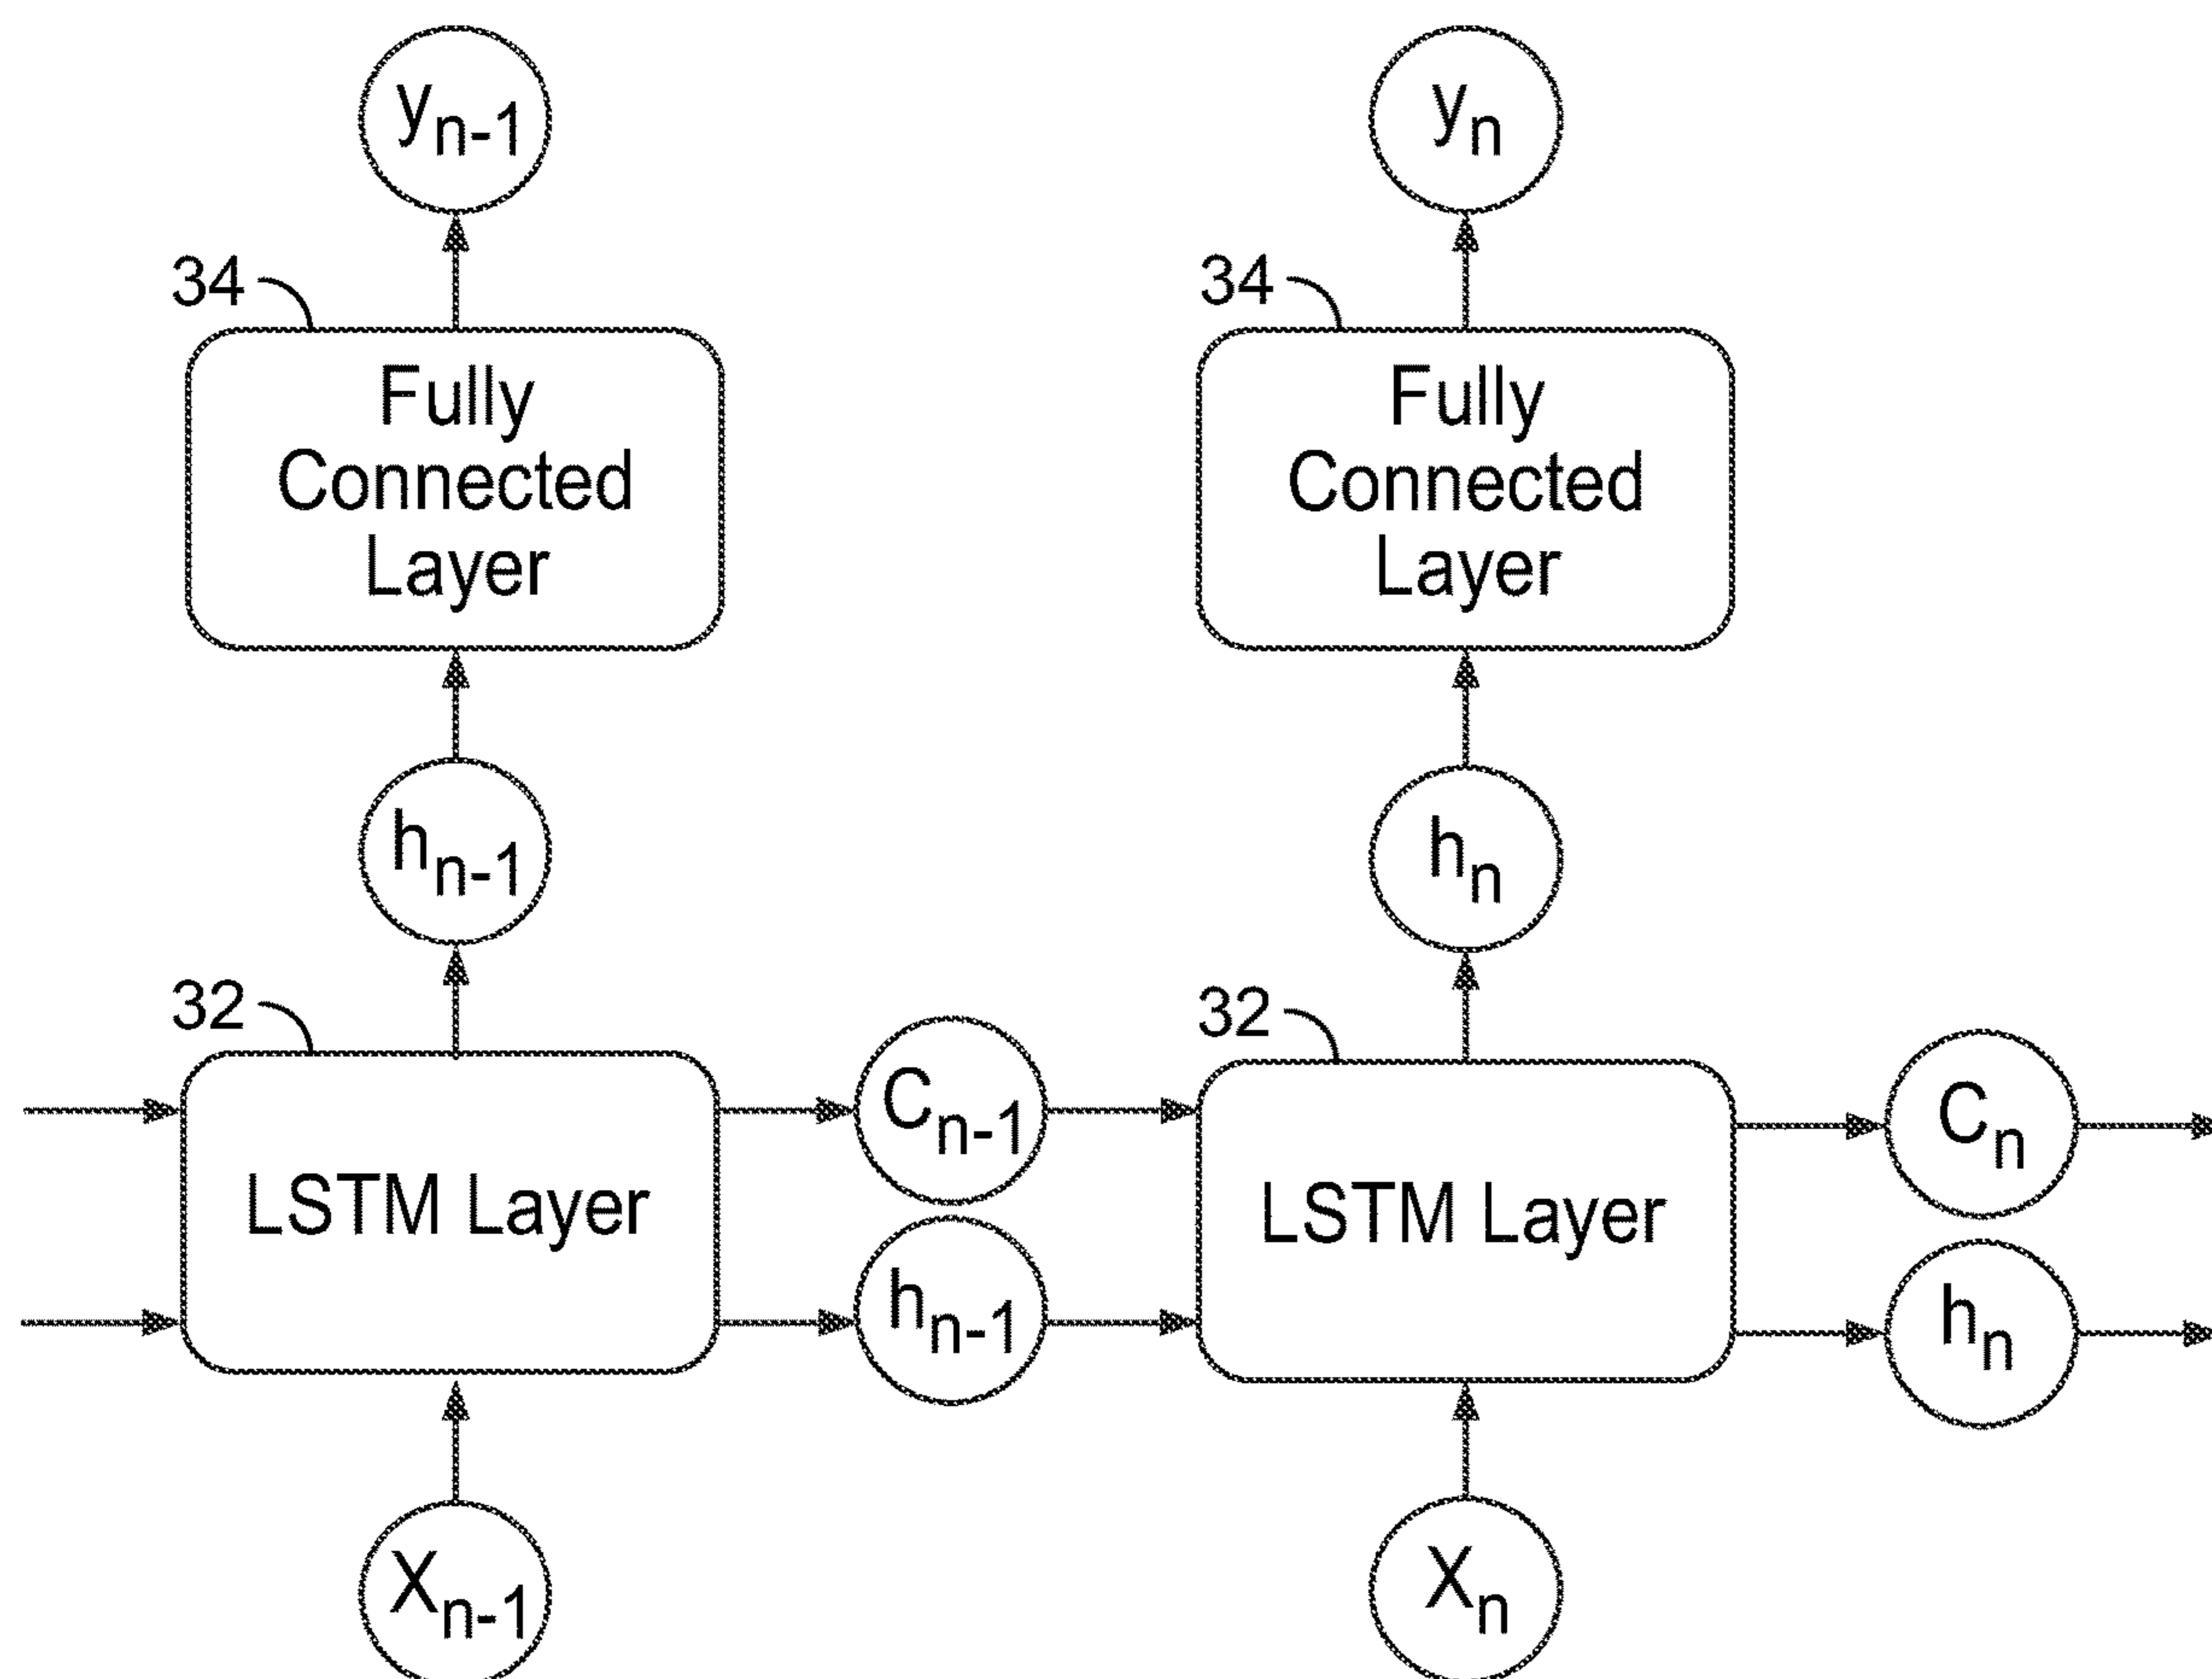 yn-1
yn
34
34
Fully
Connected
Layer
Fully
Connected
Layer
hn-1
hn
32
32
Cn-1
Cn
LSTM Layer
LSTM Layer
hn-1
hn
Xn-1
Xn